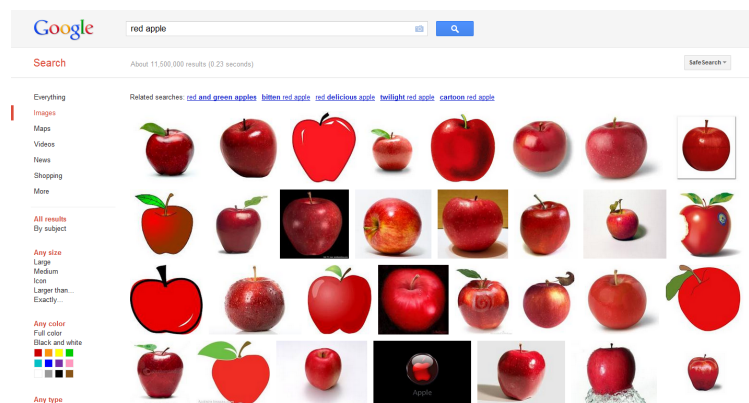 Google
red apple
Search
About 11,500,000 results (0.23 seconds)
SafeSearch
Everything
Related searches: red and green apples bitten red apple red delicious apple twilight red apple cartoon red apple
Images
Maps
Videos
News
Shopping
More
All results
By subject
Any size
Large
Medium
Icon
Larger than...
Exactly...
Any color
Full color
Black and white
Apple
Any type